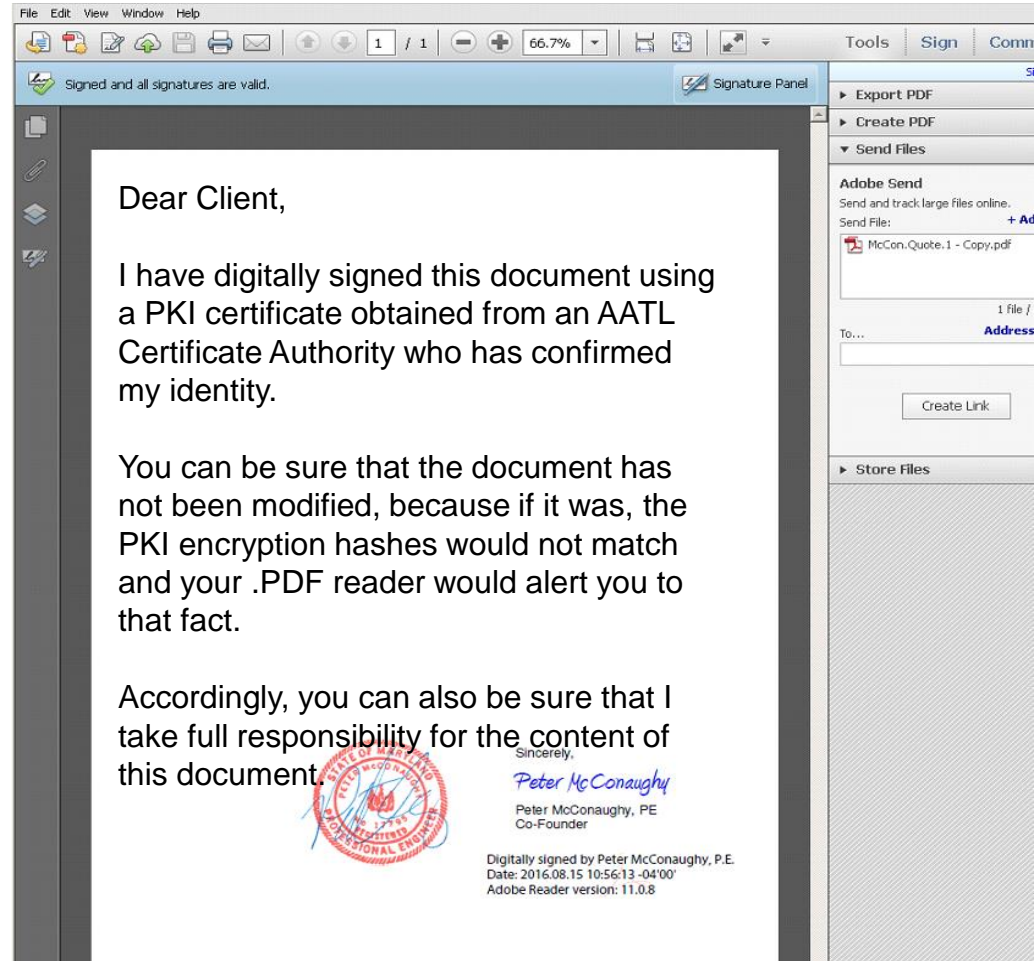 File Edit View Window Help
1 / 1 66.7% Tools Sign Comm
Signed and all signatures are valid. Signature Panel
Export PDF
Create PDF
Send Files
Adobe Send
Send and track large files online.
Send File: + Ad
McCon.Quote.1 - Copy.pdf
1 file /
To... Address
Create Link
Store Files
Dear Client,
I have digitally signed this document using
a PKI certificate obtained from an AATL
Certificate Authority who has confirmed
my identity.
You can be sure that the document has
not been modified, because if it was, the
PKI encryption hashes would not match
and your .PDF reader would alert you to
that fact.
Accordingly, you can also be sure that I
take full responsibility for the content of
this document.
STATE OF MARYLAND
PETER McCONAUGHY
No 17795
REGISTERED
PROFESSIONAL ENGINEER
Sincerely,
Peter McConaughy
Peter McConaughy, PE
Co-Founder
Digitally signed by Peter McConaughy, P.E.
Date: 2016.08.15 10:56:13 -04'00'
Adobe Reader version: 11.0.8